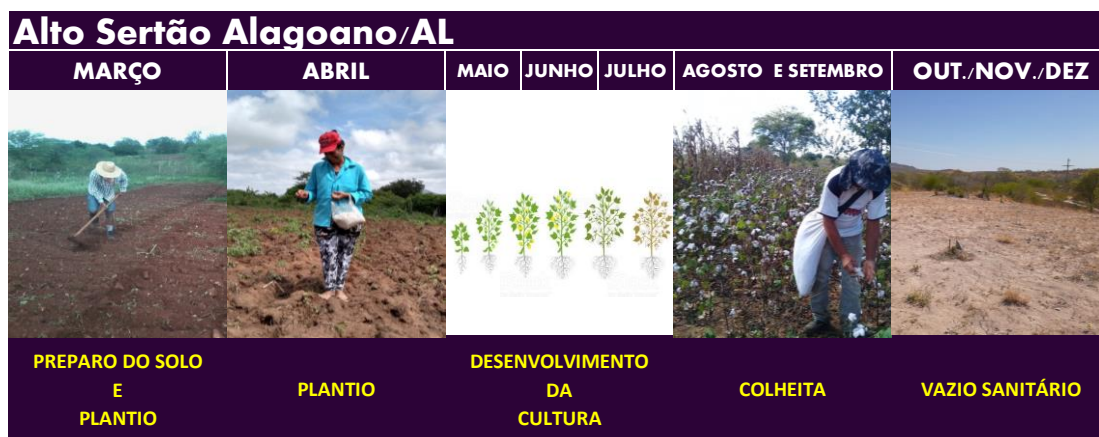 Alto Sertão Alagoano/AL
MARÇO
ABRIL
MAIO
JUNHO
JULHO
AGOSTO E SETEMBRO
OUT./NOV./DEZ
PREPARO DO SOLO
E
PLANTIO
PLANTIO
DESENVOLVIMENTO
DA
CULTURA
COLHEITA
VAZIO SANITÁRIO